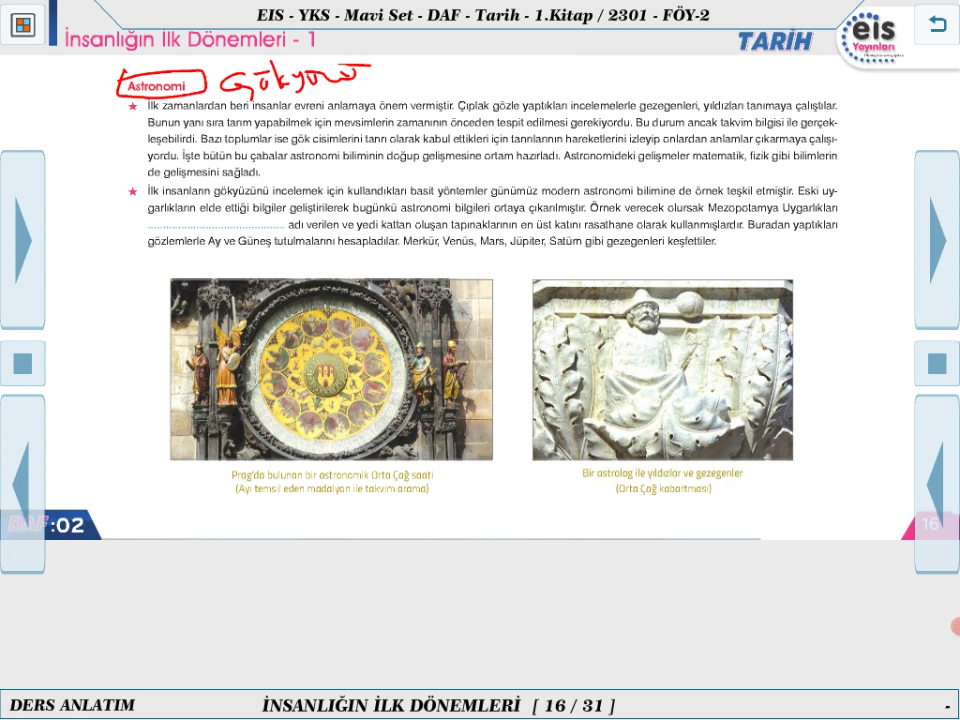 EIS - YKS - Mavi Set - DAF - Tarih - 1.Kitap / 2301 - FÖY-2
İnsanlığın İlk Dönemleri - 1
TARİH
eis
Yayınları
Astronomi
Gökyüzü
★ İlk zamanlardan beri insanlar evreni anlamaya önem vermiştir. Çıplak gözle yaptıkları incelemelerle gezegenleri, yıldızları tanımaya çalıştılar.
Bunun yanı sıra tarım yapabilmek için mevsimlerin zamanının önceden tespit edilmesi gerekiyordu. Bu durum ancak takvim bilgisi ile gerçek-
leşebilirdi. Bazı toplumlar ise gök cisimlerini tanrı olarak kabul ettikleri için tanrılarının hareketlerini izleyip onlardan anlamlar çıkarmaya çalışı-
yordu. İşte bütün bu çabalar astronomi biliminin doğup gelişmesine ortam hazırladı. Astronomideki gelişmeler matematik, fizik gibi bilimlerin
de gelişmesini sağladı.
★ İlk insanların gökyüzünü incelemek için kullandıkları basit yöntemler günümüz modern astronomi bilimine de örnek teşkil etmiştir. Eski uy-
garlıkların elde ettiği bilgiler geliştirilerek bugünkü astronomi bilgileri ortaya çıkarılmıştır. Örnek verecek olursak Mezopotamya Uygarlıkları
............................................. adı verilen ve yedi kattan oluşan tapınaklarının en üst katını rasathane olarak kullanmışlardır. Buradan yaptıkları
gözlemlerle Ay ve Güneş tutulmalarını hesapladılar. Merkür, Venüs, Mars, Jüpiter, Satürn gibi gezegenleri keşfettiler.
Prag'da bulunan bir astronomik Orta Çağ saati
(Ayı temsil eden madalyon ile takvim arama)
Bir astrolog ile yıldızlar ve gezegenler
(Orta Çağ kabartması)
DAF :02
16
DERS ANLATIM
İNSANLIĞIN İLK DÖNEMLERİ [ 16 / 31 ]
-